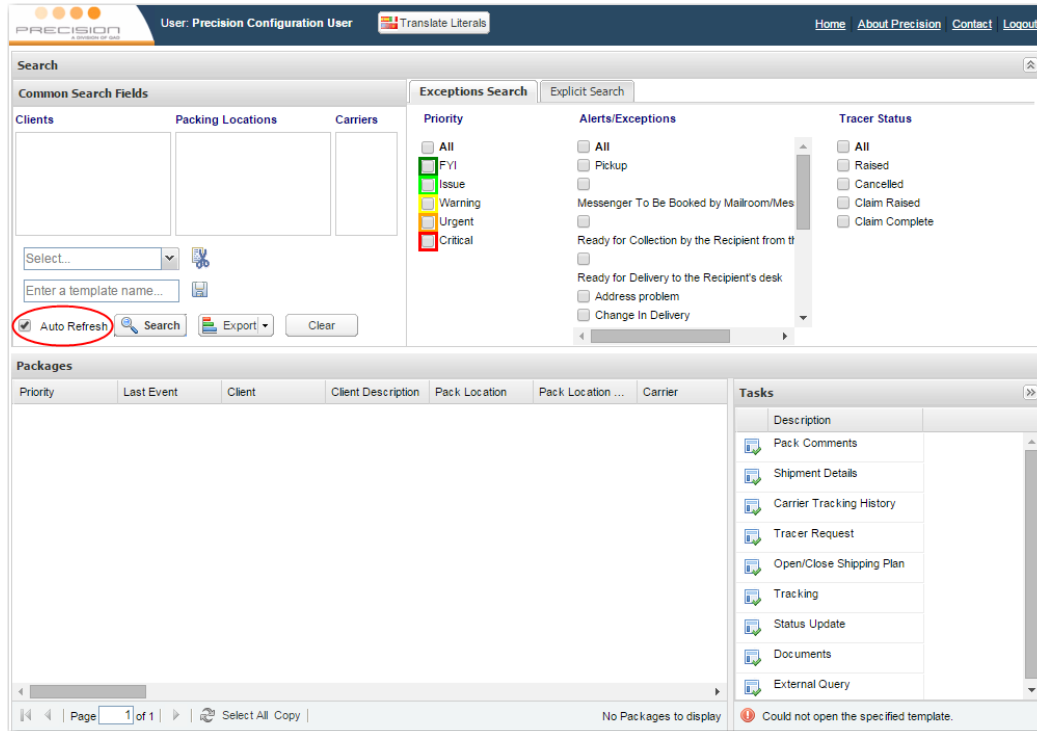 PRECISION
A DIVISION OF QAD
User: Precision Configuration User
Translate Literals
Home About Precision Contact Logout
Search
Common Search Fields
Exceptions Search
Explicit Search
Clients
Packing Locations
Carriers
Priority
Alerts/Exceptions
Tracer Status
All
FYI
Issue
Warning
Urgent
Critical
All
Pickup
Messenger To Be Booked by Mailroom/Mes
Ready for Collection by the Recipient from th
Ready for Delivery to the Recipient's desk
Address problem
Change In Delivery
All
Raised
Cancelled
Claim Raised
Claim Complete
Select...
Enter a template name...
Auto Refresh
Search
Export
Clear
Packages
Priority
Last Event
Client
Client Description
Pack Location
Pack Location ...
Carrier
Tasks
Description
Pack Comments
Shipment Details
Carrier Tracking History
Tracer Request
Open/Close Shipping Plan
Tracking
Status Update
Documents
External Query
Page 1 of 1
Select All Copy
No Packages to display
Could not open the specified template.